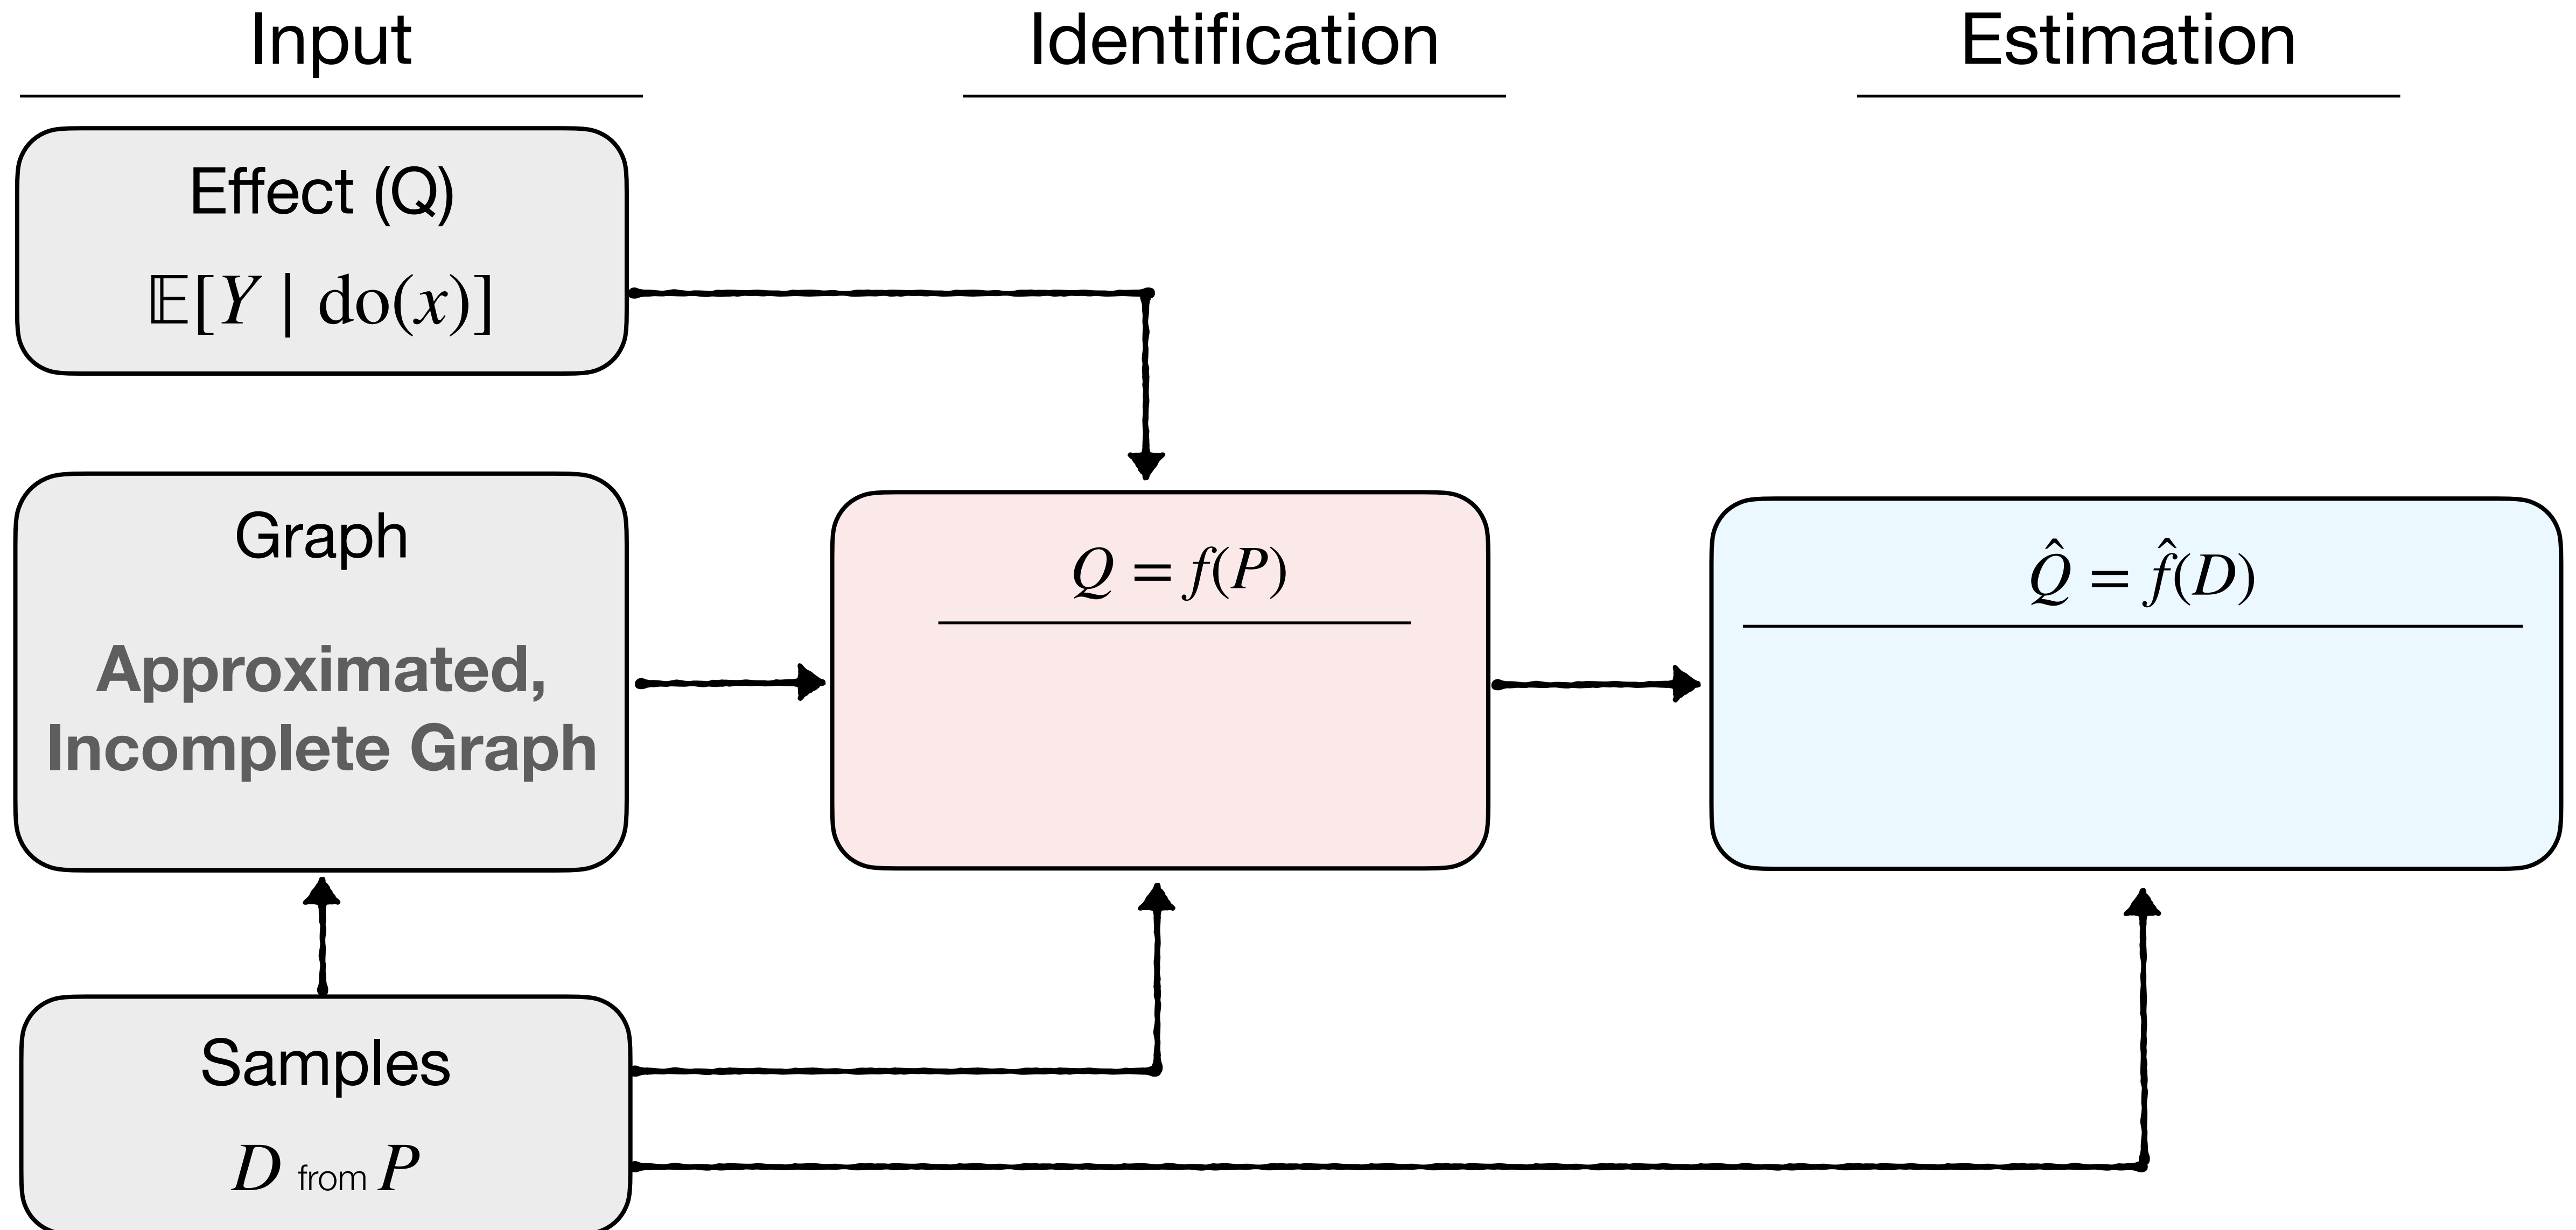 Input
Identification
Estimation
Effect (Q)
𝔼[Y | do(x)]
Graph
Approximated,
Incomplete Graph
Q = f(P)
Q̂ = f̂(D)
Samples
D from P